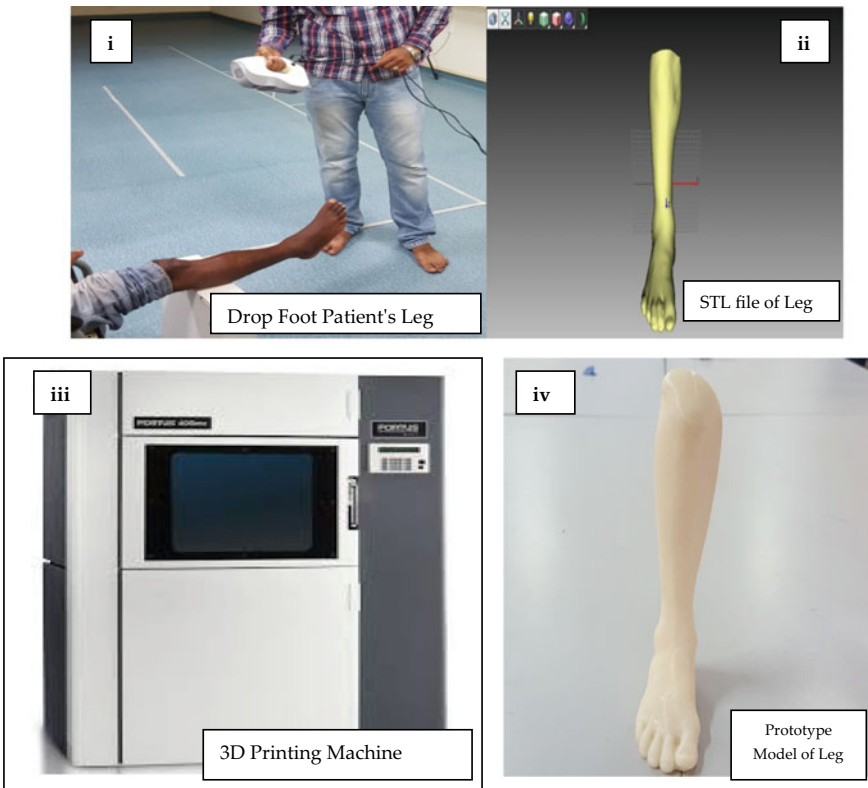 i
Drop Foot Patient's Leg
ii
STL file of Leg
iii
FORTUS 400mc
FORTUS
3D Printing Machine
iv
Prototype
Model of Leg